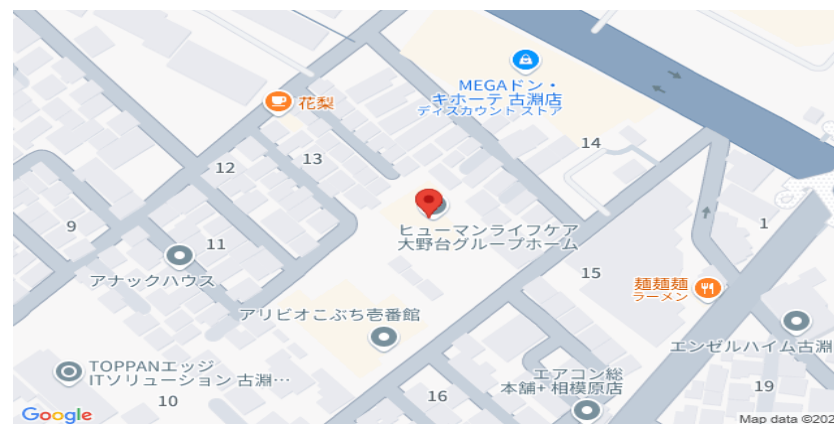 MEGAドン・
キホーテ 古淵店
ディスカウント ストア
花梨
14
13
12
ヒューマンライフケア
大野台グループホーム
9
11
1
アナックハウス
15
麺麺麺
ラーメン
アリビオこぶち壱番館
エンゼルハイム古淵
TOPPANエッジ
ITソリューション 古淵…
エアコン総
本舗+ 相模原店
10
16
19
Google
Map data ©202